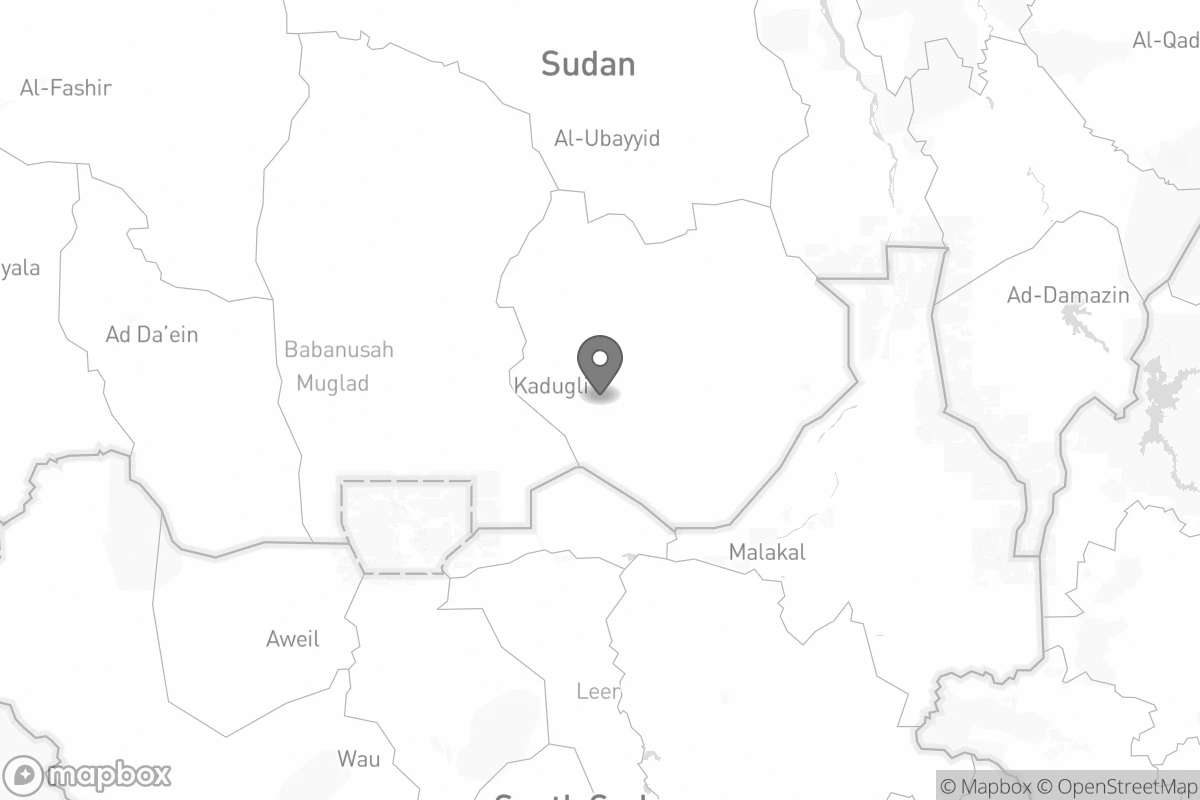 Sudan
Al-Qad
Al-Fashir
Al-Ubayyid
yala
Ad-Damazin
Ad Da'ein
Babanusah
Muglad
Kadugli
Malakal
Aweil
Leer
Wau
mapbox
© Mapbox © OpenStreetMap